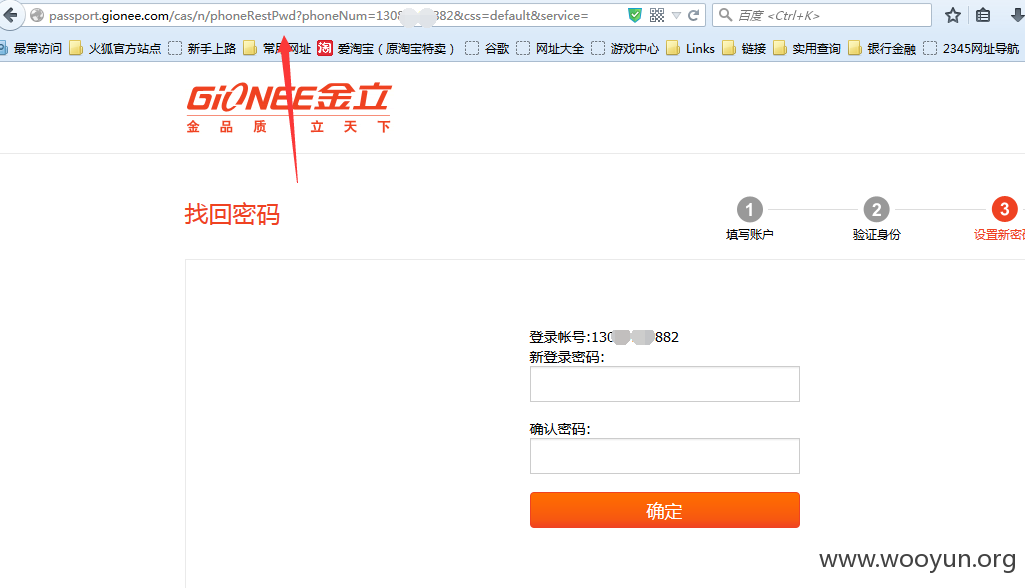 passport.gionee.com/cas/n/phoneRestPwd?phoneNum=130 882&css=default&service=
百度 <Ctrl+K>
最常访问 火狐官方站点 新手上路 常用网址 淘 爱淘宝（原淘宝特卖） 谷歌 网址大全 游戏中心 Links 链接 实用查询 银行金融 2345网址导航
GiONEE金立
金品质 立天下
找回密码
1 2 3
填写账户 验证身份 设置新密码
登录帐号:130 882
新登录密码:
确认密码:
确定
www.wooyun.org